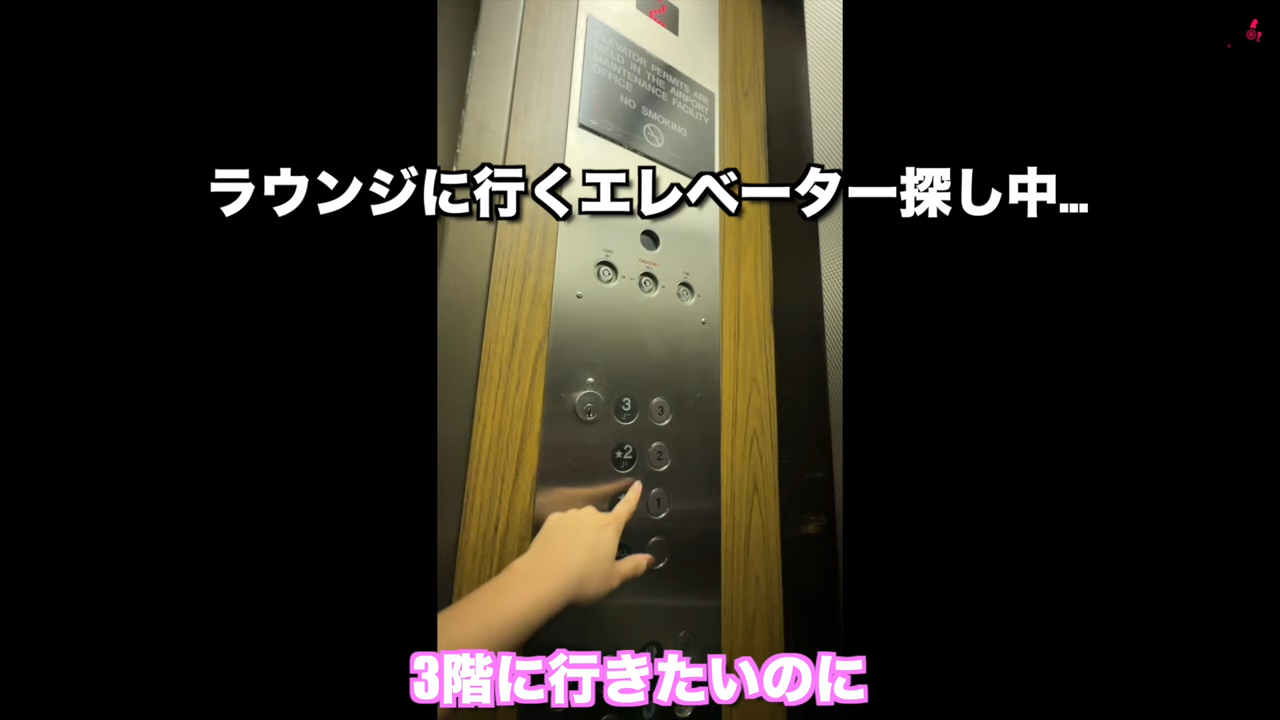 2
ELEVATOR PERMITS ARE
HELD IN THE AIRPORT
MAINTENANCE FACILITY
OFFICE
NO SMOKING
ラウンジに行くエレベーター探し中...
3 3
★2 2
1
3階に行きたいのに